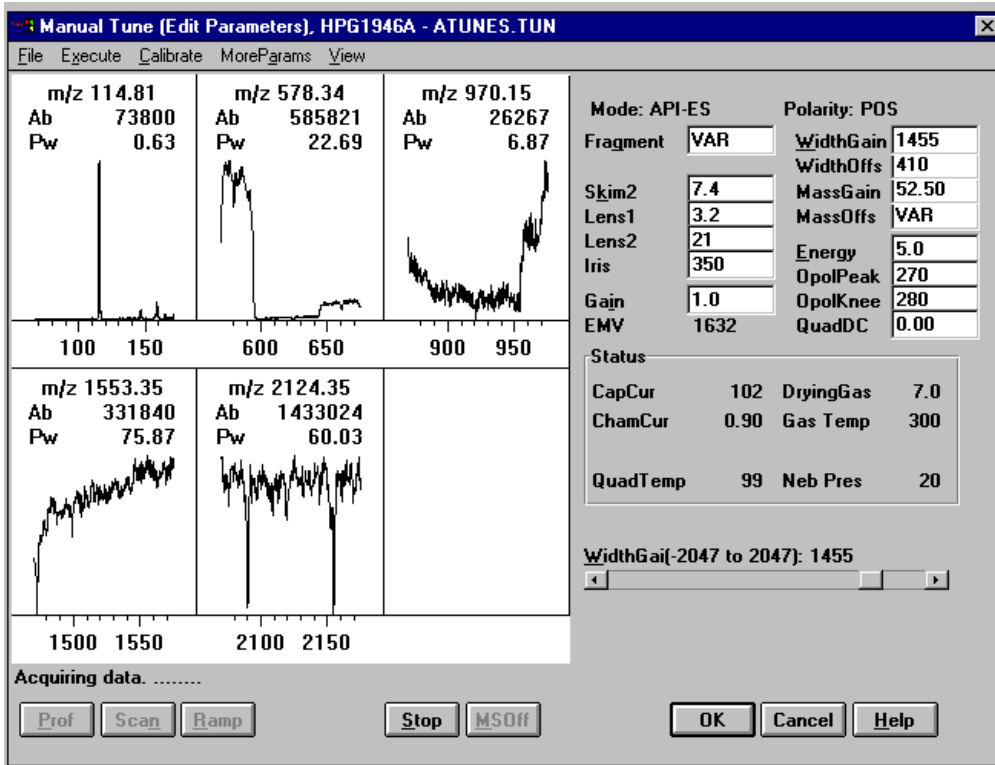 Manual Tune (Edit Parameters), HPG1946A - ATUNES.TUN
File Execute Calibrate MoreParams View
m/z 114.81
Ab 73800
Pw 0.63
100 150
m/z 578.34
Ab 585821
Pw 22.69
600 650
m/z 970.15
Ab 26267
Pw 6.87
900 950
m/z 1553.35
Ab 331840
Pw 75.87
1500 1550
m/z 2124.35
Ab 1433024
Pw 60.03
2100 2150
Mode: API-ES Polarity: POS
Fragment VAR
Skim2 7.4
Lens1 3.2
Lens2 21
Iris 350
Gain 1.0
EMV 1632
WidthGain 1455
WidthOffs 410
MassGain 52.50
MassOffs VAR
Energy 5.0
OpolPeak 270
OpolKnee 280
QuadDC 0.00
Status
CapCur 102 DryingGas 7.0
ChamCur 0.90 Gas Temp 300
QuadTemp 99 Neb Pres 20
WidthGai(-2047 to 2047): 1455
Acquiring data. ........
Prof Scan Ramp Stop MSOff OK Cancel Help